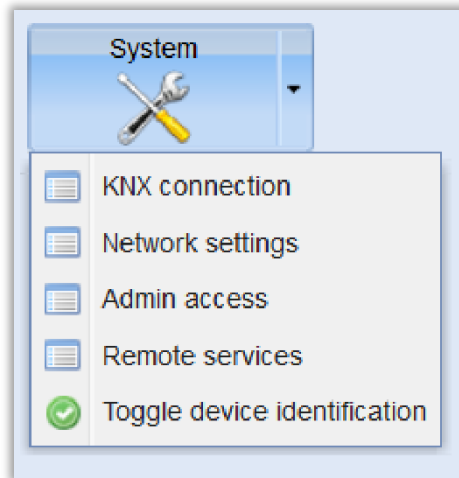 System
KNX connection
Network settings
Admin access
Remote services
Toggle device identification